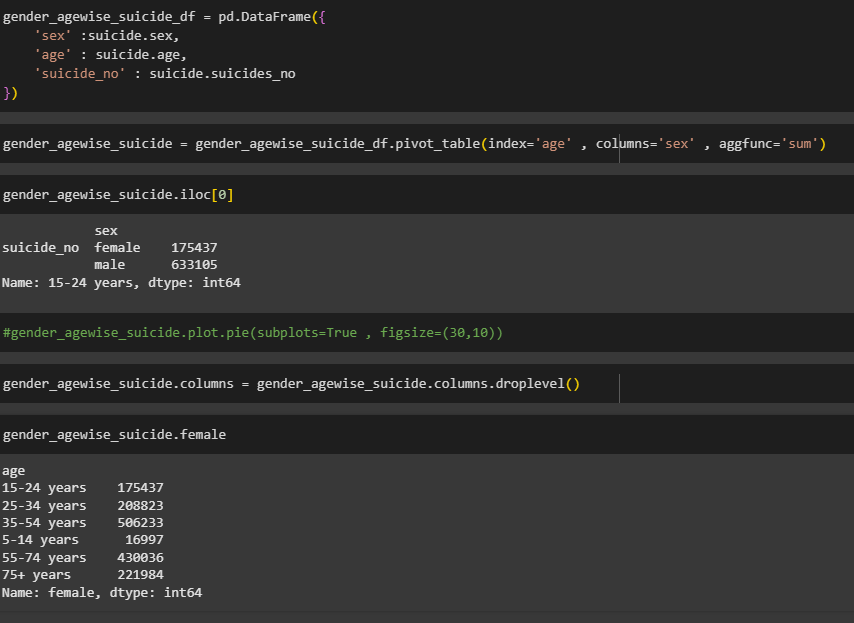 gender_agewise_suicide_df = pd.DataFrame({
    'sex' :suicide.sex,
    'age' : suicide.age,
    'suicide_no' : suicide.suicides_no
})
gender_agewise_suicide = gender_agewise_suicide_df.pivot_table(index='age' , columns='sex' , aggfunc='sum')
gender_agewise_suicide.iloc[0]
            sex
suicide_no  female    175437
            male      633105
Name: 15-24 years, dtype: int64
#gender_agewise_suicide.plot.pie(subplots=True , figsize=(30,10))
gender_agewise_suicide.columns = gender_agewise_suicide.columns.droplevel()
gender_agewise_suicide.female
age
15-24 years    175437
25-34 years    208823
35-54 years    506233
5-14 years      16997
55-74 years    430036
75+ years      221984
Name: female, dtype: int64